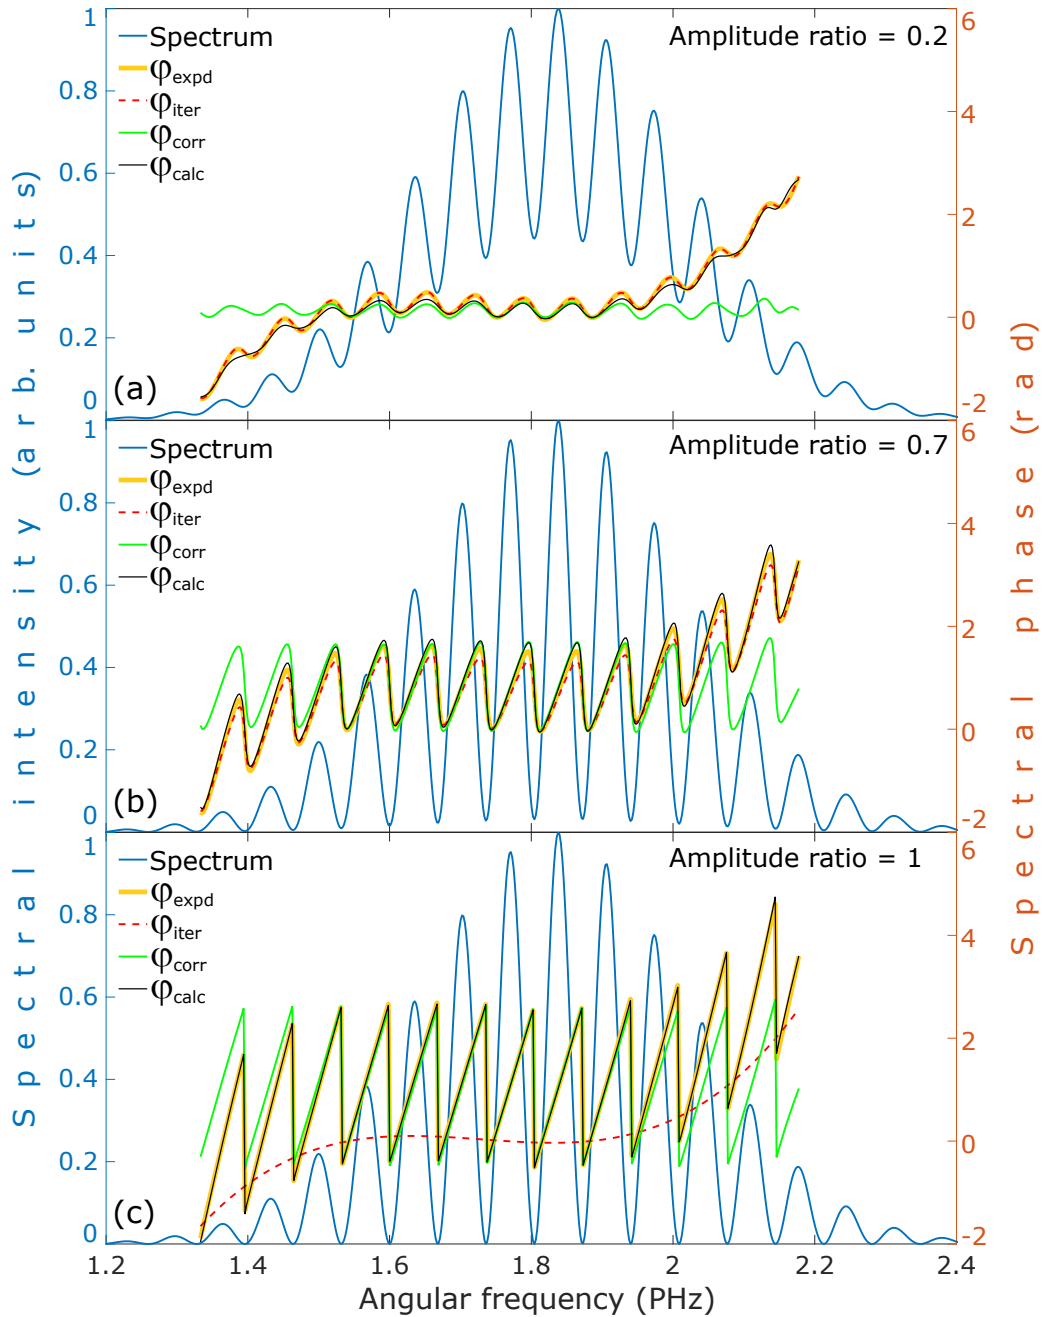 Spectral intensity (arb. units)
Spectral phase (rad)
1
0.8
0.6
0.4
0.2
0
6
4
2
0
-2
Spectrum
φexpd
φiter
φcorr
φcalc
Amplitude ratio = 0.2
(a)
1
0.8
0.6
0.4
0.2
0
6
4
2
0
-2
Spectrum
φexpd
φiter
φcorr
φcalc
Amplitude ratio = 0.7
(b)
1
0.8
0.6
0.4
0.2
0
6
4
2
0
-2
Spectrum
φexpd
φiter
φcorr
φcalc
Amplitude ratio = 1
(c)
1.2 1.4 1.6 1.8 2 2.2 2.4
Angular frequency (PHz)